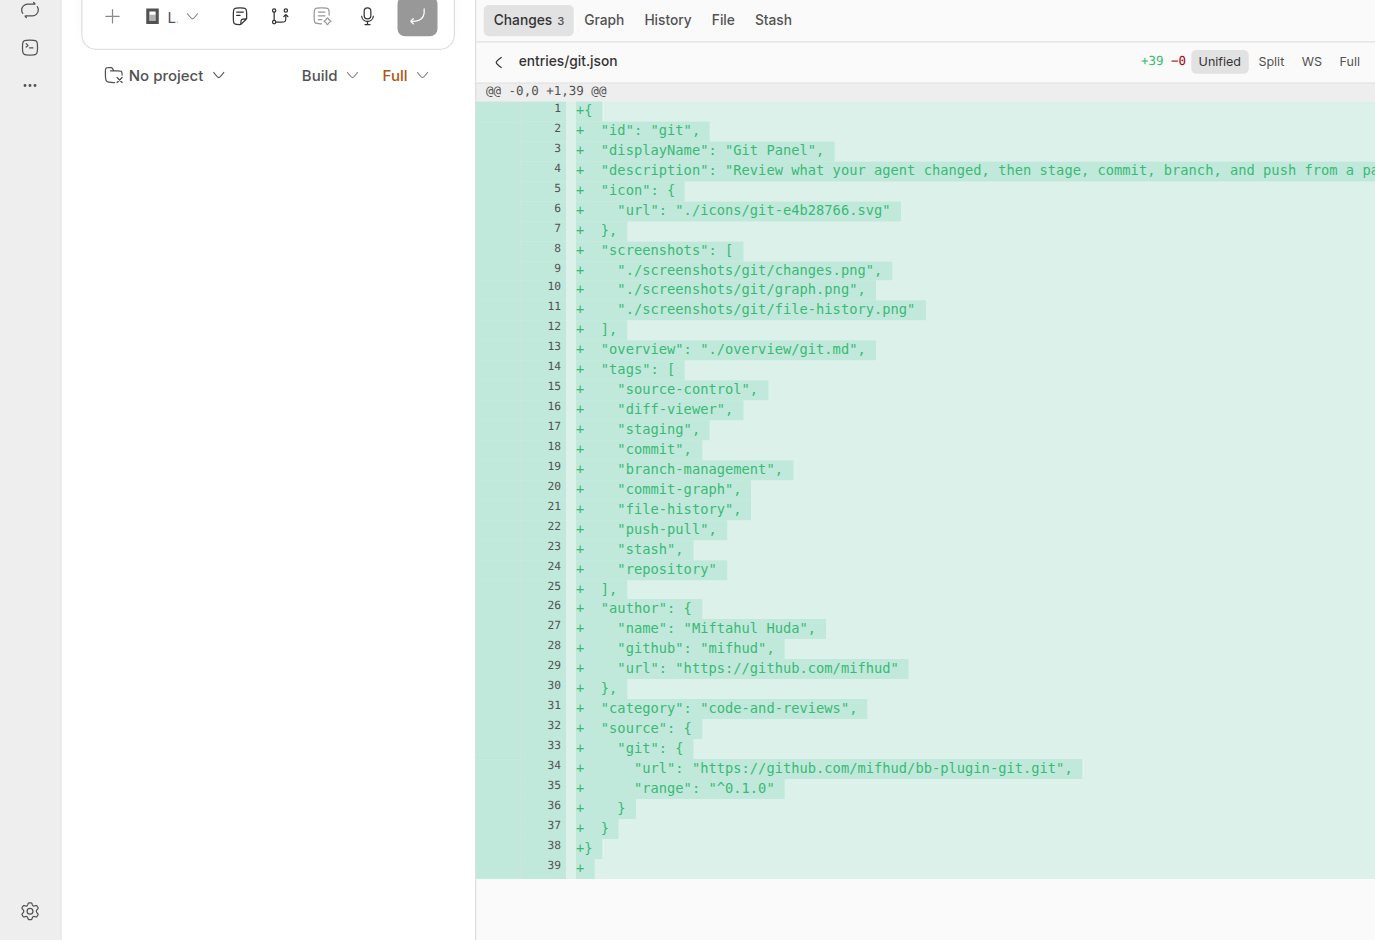 L.
No project
Build
Full
Changes 3
Graph
History
File
Stash
entries/git.json
+39 −0
Unified
Split
WS
Full
@@ -0,0 +1,39 @@
1 +{
2 +  "id": "git",
3 +  "displayName": "Git Panel",
4 +  "description": "Review what your agent changed, then stage, commit, branch, and push from a pa
5 +  "icon": {
6 +    "url": "./icons/git-e4b28766.svg"
7 +  },
8 +  "screenshots": [
9 +    "./screenshots/git/changes.png",
10 +    "./screenshots/git/graph.png",
11 +    "./screenshots/git/file-history.png"
12 +  ],
13 +  "overview": "./overview/git.md",
14 +  "tags": [
15 +    "source-control",
16 +    "diff-viewer",
17 +    "staging",
18 +    "commit",
19 +    "branch-management",
20 +    "commit-graph",
21 +    "file-history",
22 +    "push-pull",
23 +    "stash",
24 +    "repository"
25 +  ],
26 +  "author": {
27 +    "name": "Miftahul Huda",
28 +    "github": "mifhud",
29 +    "url": "https://github.com/mifhud"
30 +  },
31 +  "category": "code-and-reviews",
32 +  "source": {
33 +    "git": {
34 +      "url": "https://github.com/mifhud/bb-plugin-git.git",
35 +      "range": "^0.1.0"
36 +    }
37 +  }
38 +}
39 +